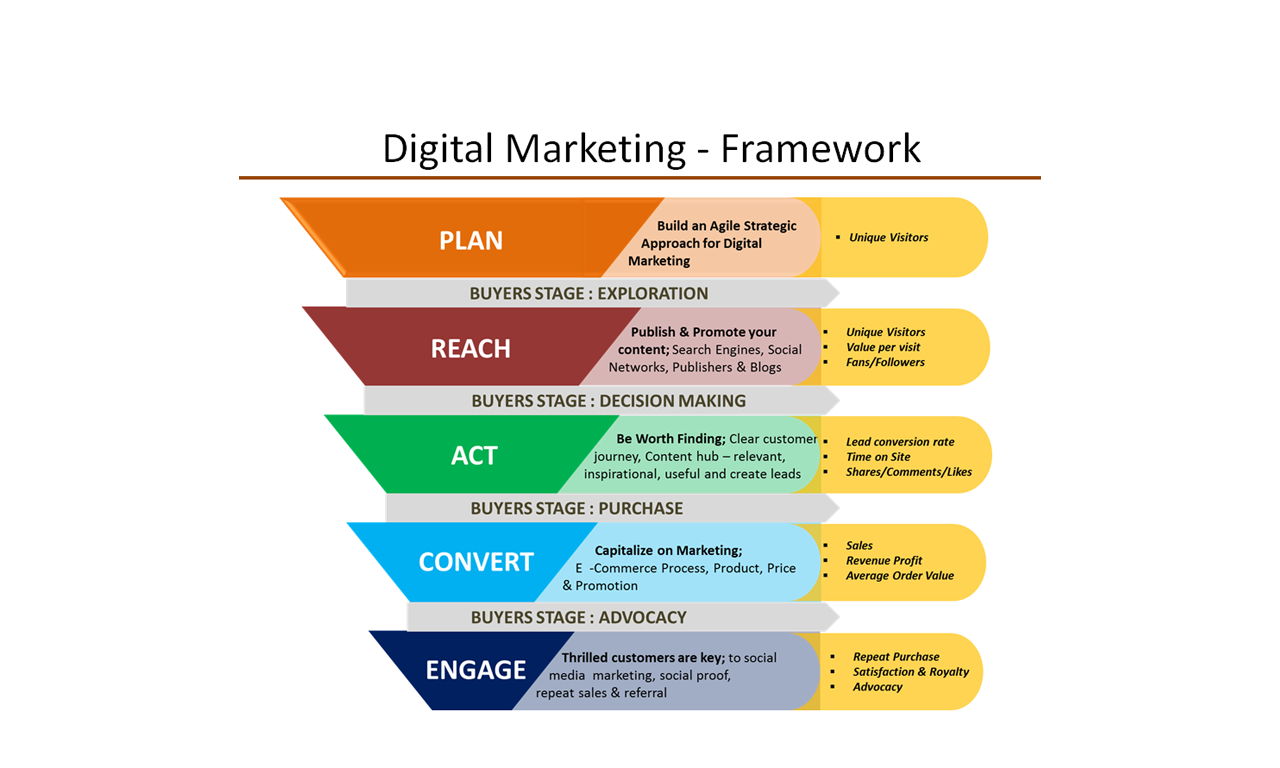 Digital Marketing - Framework
PLAN
Build an Agile Strategic
Approach for Digital
Marketing
▪ Unique Visitors
BUYERS STAGE : EXPLORATION
REACH
Publish & Promote your
content; Search Engines, Social
Networks, Publishers & Blogs
▪ Unique Visitors
▪ Value per visit
▪ Fans/Followers
BUYERS STAGE : DECISION MAKING
ACT
Be Worth Finding; Clear customer
journey, Content hub – relevant,
inspirational, useful and create leads
▪ Lead conversion rate
▪ Time on Site
▪ Shares/Comments/Likes
BUYERS STAGE : PURCHASE
CONVERT
Capitalize on Marketing;
E -Commerce Process, Product, Price
& Promotion
▪ Sales
▪ Revenue Profit
▪ Average Order Value
BUYERS STAGE : ADVOCACY
ENGAGE
Thrilled customers are key; to social
media marketing, social proof,
repeat sales & referral
▪ Repeat Purchase
▪ Satisfaction & Royalty
▪ Advocacy